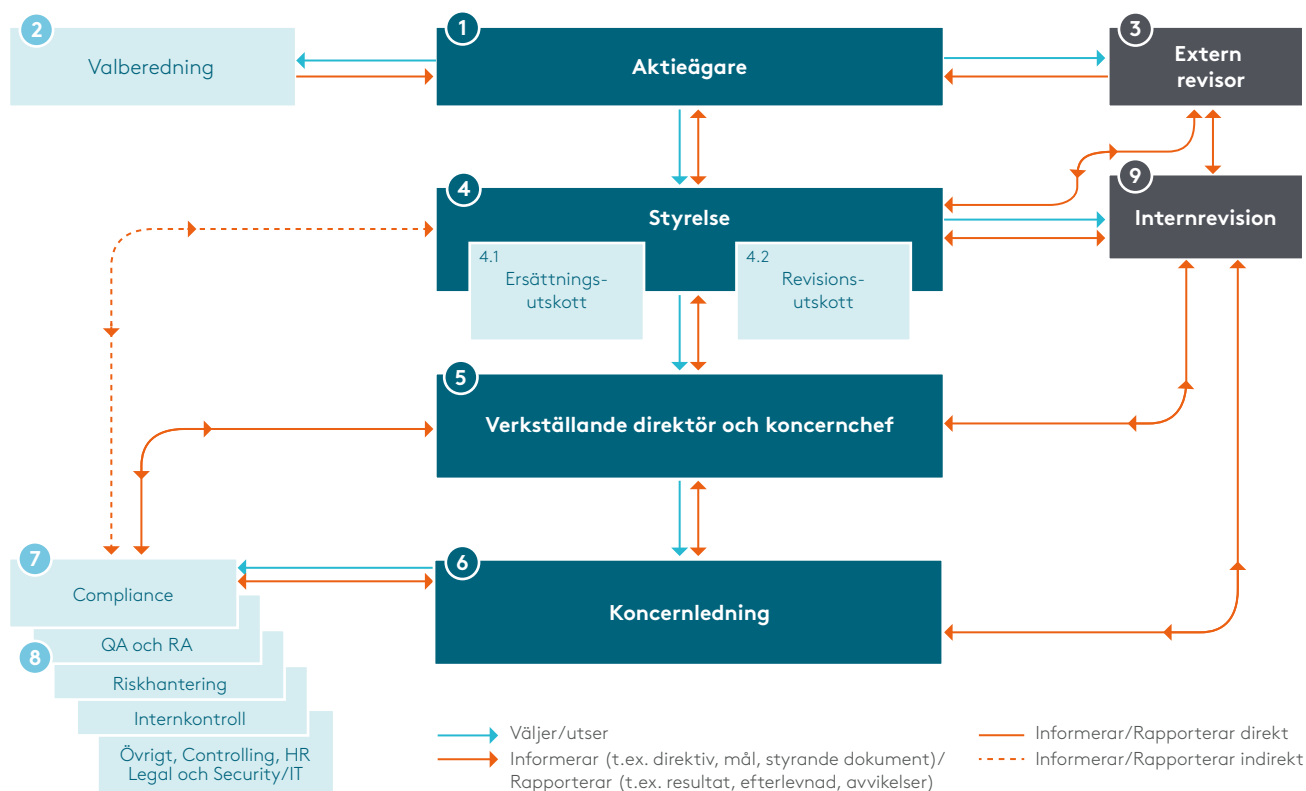 2
Valberedning
1
Aktieägare
3
Extern
revisor
4
Styrelse
4.1
Ersättnings-
utskott
4.2
Revisions-
utskott
9
Internrevision
5
Verkställande direktör och koncernchef
7
Compliance
QA och RA
8
Riskhantering
Internkontroll
Övrigt, Controlling, HR
Legal och Security/IT
6
Koncernledning
Väljer/utser
Informerar (t.ex. direktiv, mål, styrande dokument)/
Rapporterar (t.ex. resultat, efterlevnad, avvikelser)
Informerar/Rapporterar direkt
Informerar/Rapporterar indirekt